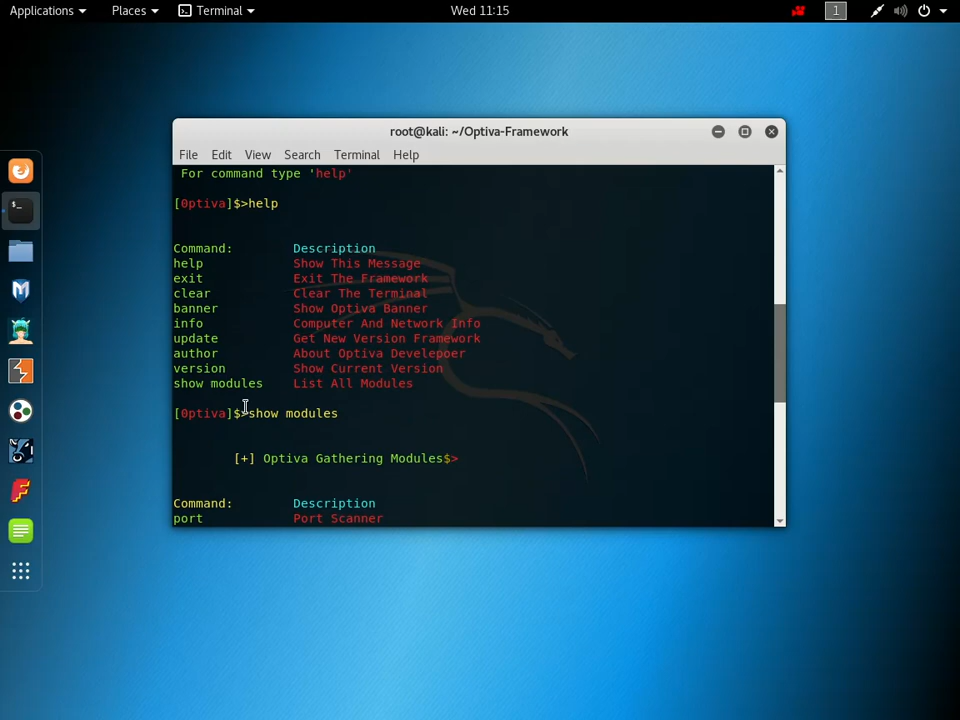 Applications Places Terminal Wed 11:15 1
root@kali: ~/Optiva-Framework
File Edit View Search Terminal Help
For command type 'help'
[0ptiva]$>help
Command: Description
help Show This Message
exit Exit The Framework
clear Clear The Terminal
banner Show Optiva Banner
info Computer And Network Info
update Get New Version Framework
author About Optiva Develepoer
version Show Current Version
show modules List All Modules
[0ptiva]$>show modules
[+] Optiva Gathering Modules$>
Command: Description
port Port Scanner